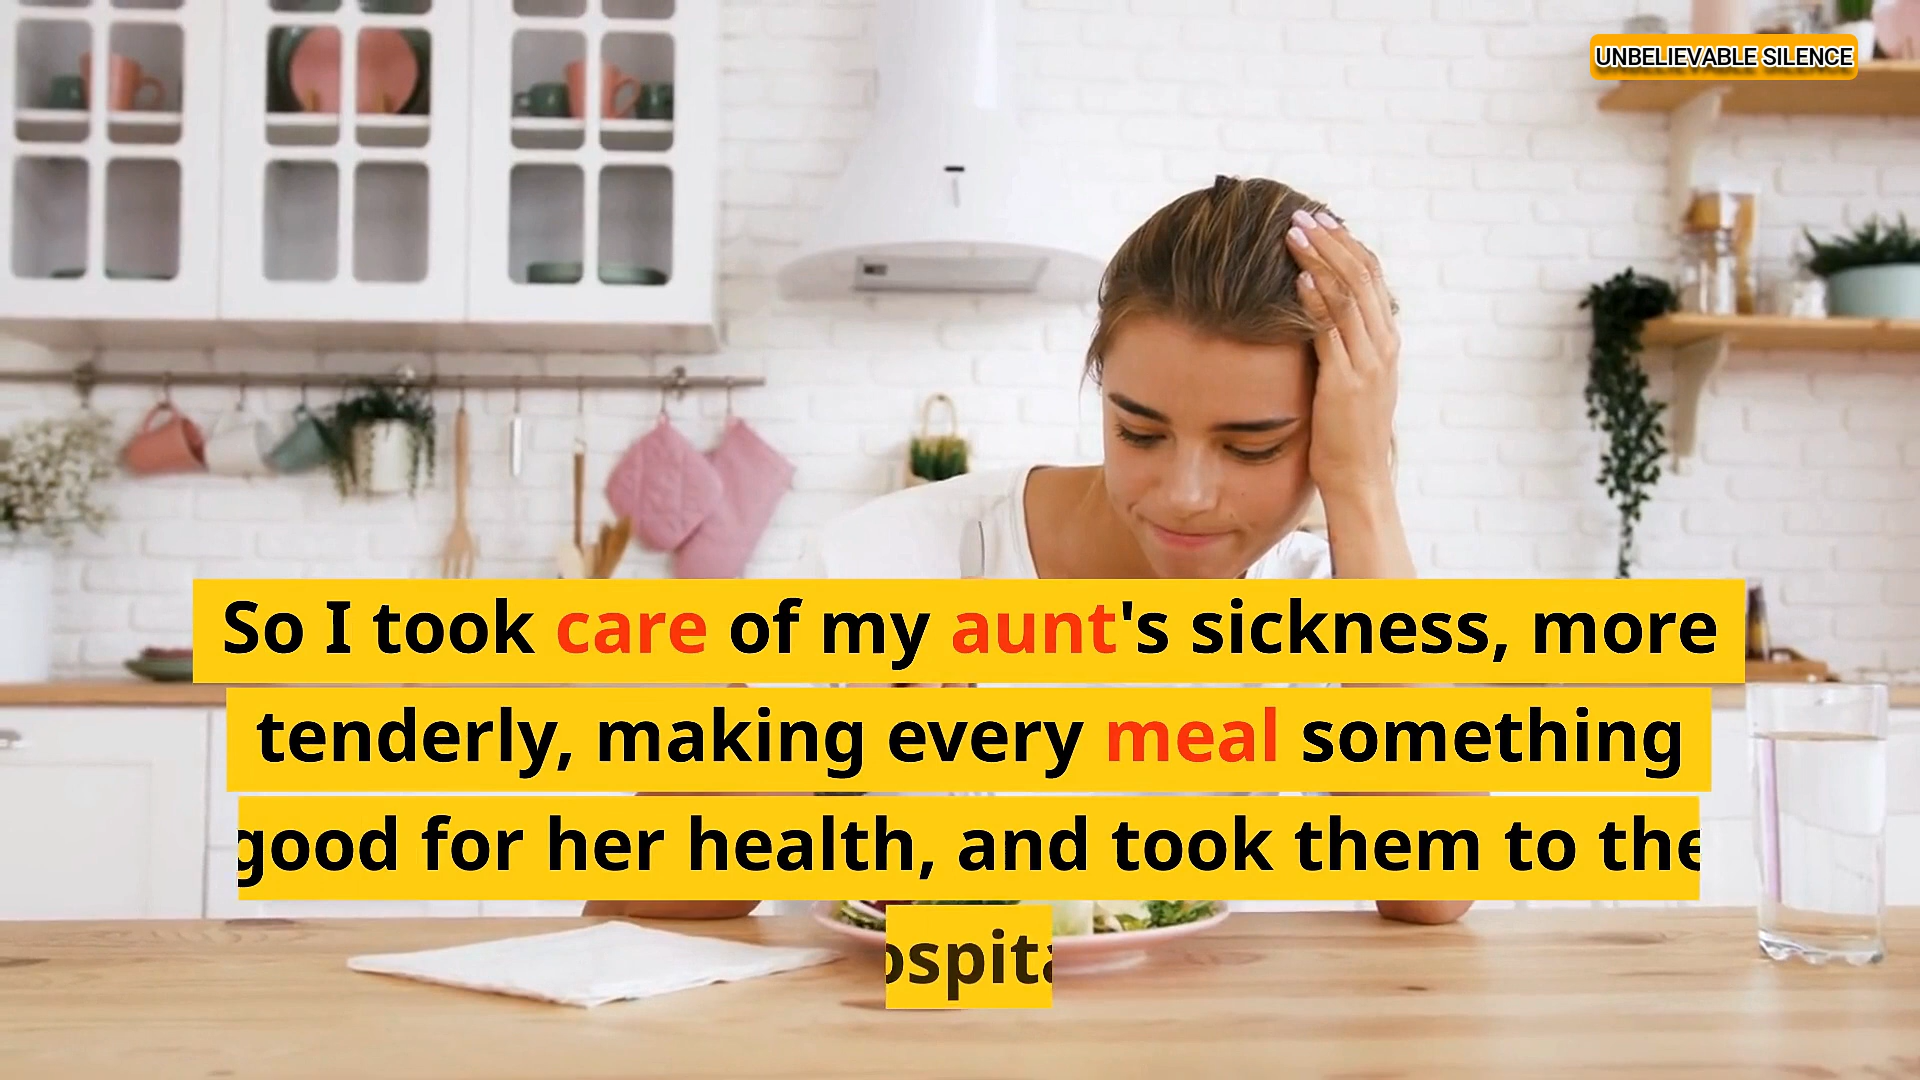 UNBELIEVABLE SILENCE
So I took care of my aunt's sickness, more
tenderly, making every meal something
good for her health, and took them to the
ospita